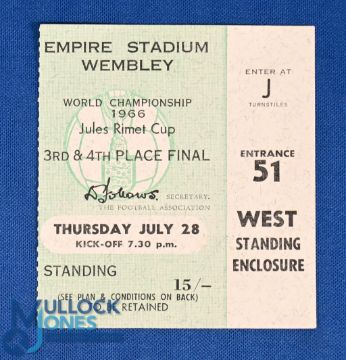 EMPIRE STADIUM
WEMBLEY
WORLD CHAMPIONSHIP
1966
Jules Rimet Cup
3RD & 4TH PLACE FINAL
SECRETARY.
THE FOOTBALL ASSOCIATION
THURSDAY JULY 28
KICK-OFF 7.30 p.m.
STANDING 15/–
(SEE PLAN & CONDITIONS ON BACK)
TO BE RETAINED
ENTER AT
J
TURNSTILES
ENTRANCE
51
WEST
STANDING
ENCLOSURE
MULLOCK
JONES